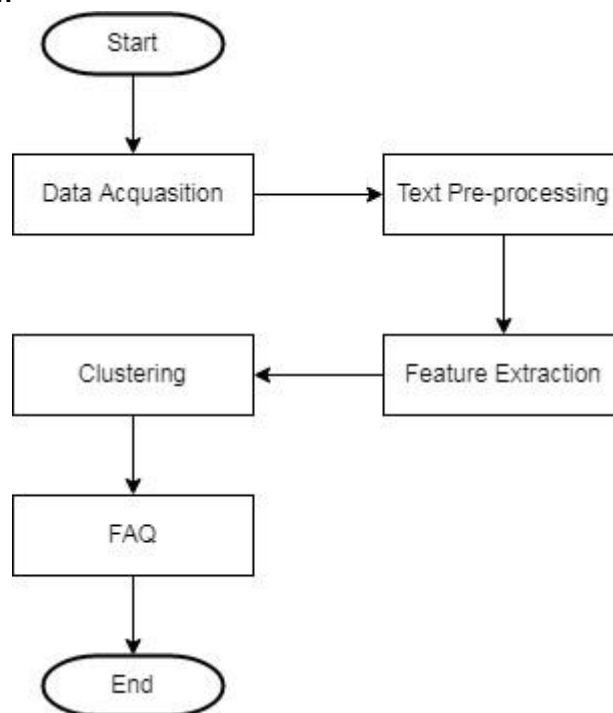 Start
Data Acquasition
Text Pre-processing
Feature Extraction
Clustering
FAQ
End